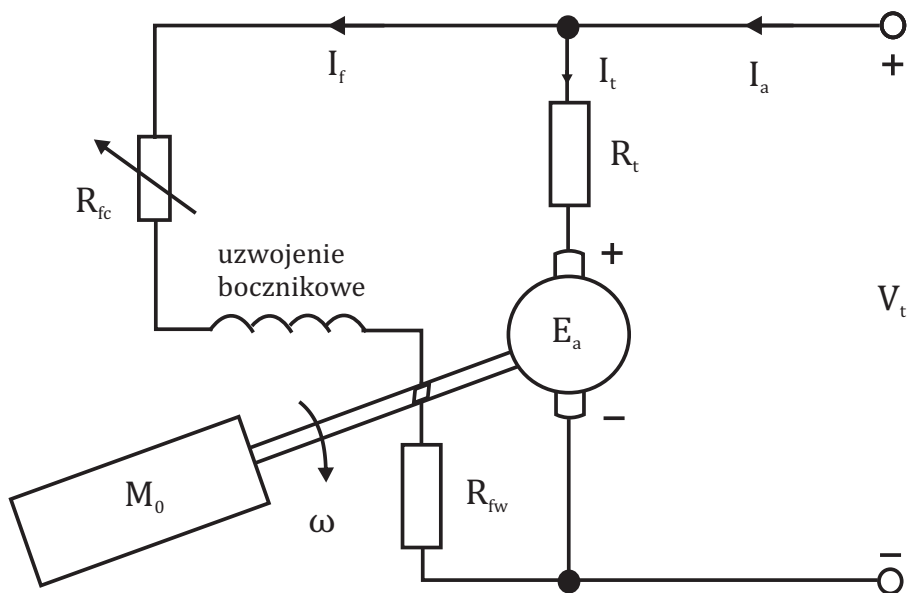 I_f
I_t
I_a
+
R_t
R_fc
uzwojenie
bocznikowe
+
E_a
V_t
−
M_0
ω
R_fw
−